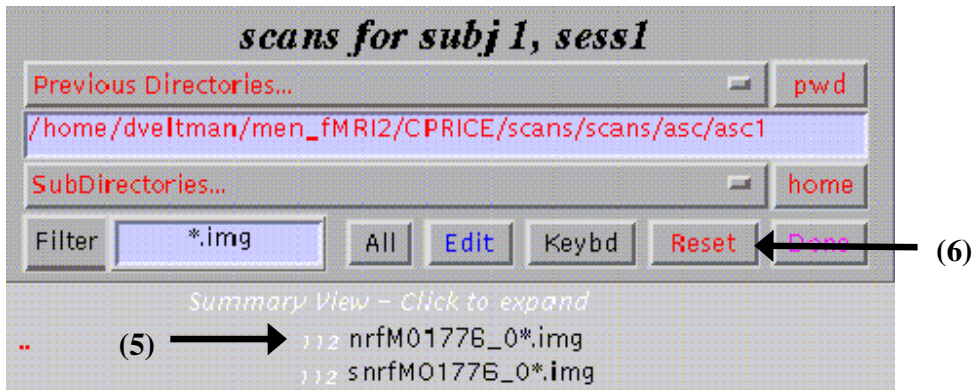 scans for subj 1, sess1
Previous Directories... pwd
/home/dveltman/men_fMRI2/CPRICE/scans/scans/asc/asc1
SubDirectories... home
Filter *.img All Edit Keybd Reset Done (6)
Summary View - Click to expand
.. (5) 112 nrfM01776_0*.img
112 snrfM01776_0*.img